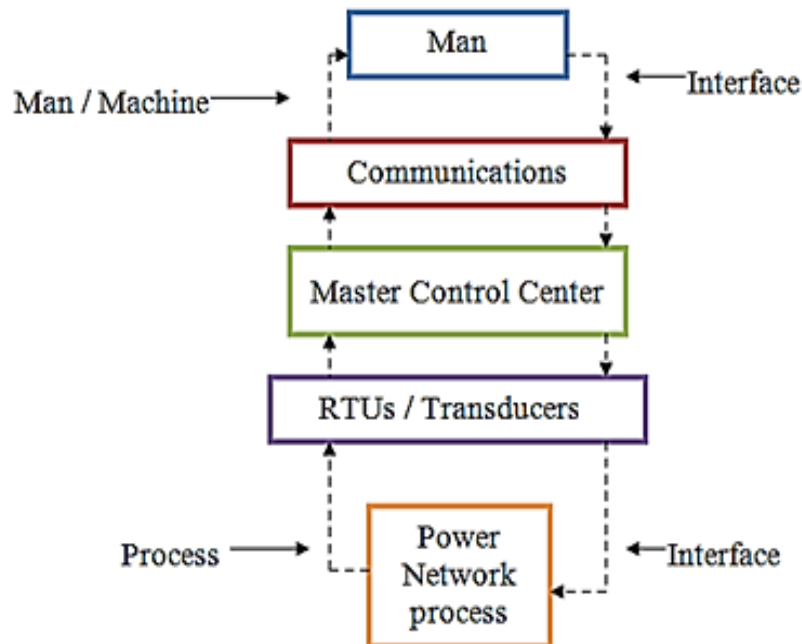 Man
Interface
Man / Machine
Communications
Master Control Center
RTUs / Transducers
Power
Network
process
Process
Interface